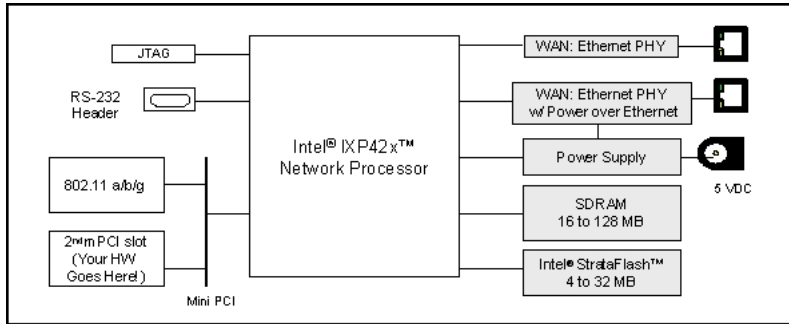 JTAG
RS-232
Header
802.11 a/b/g
2nd m PCI slot
(Your HW
Goes Here!)
Mini PCI
Intel® IXP42x™
Network Processor
WAN: Ethernet PHY
WAN: Ethernet PHY
w/ Power over Ethernet
Power Supply
5 VDC
SDRAM
16 to 128 MB
Intel® StrataFlash™
4 to 32 MB